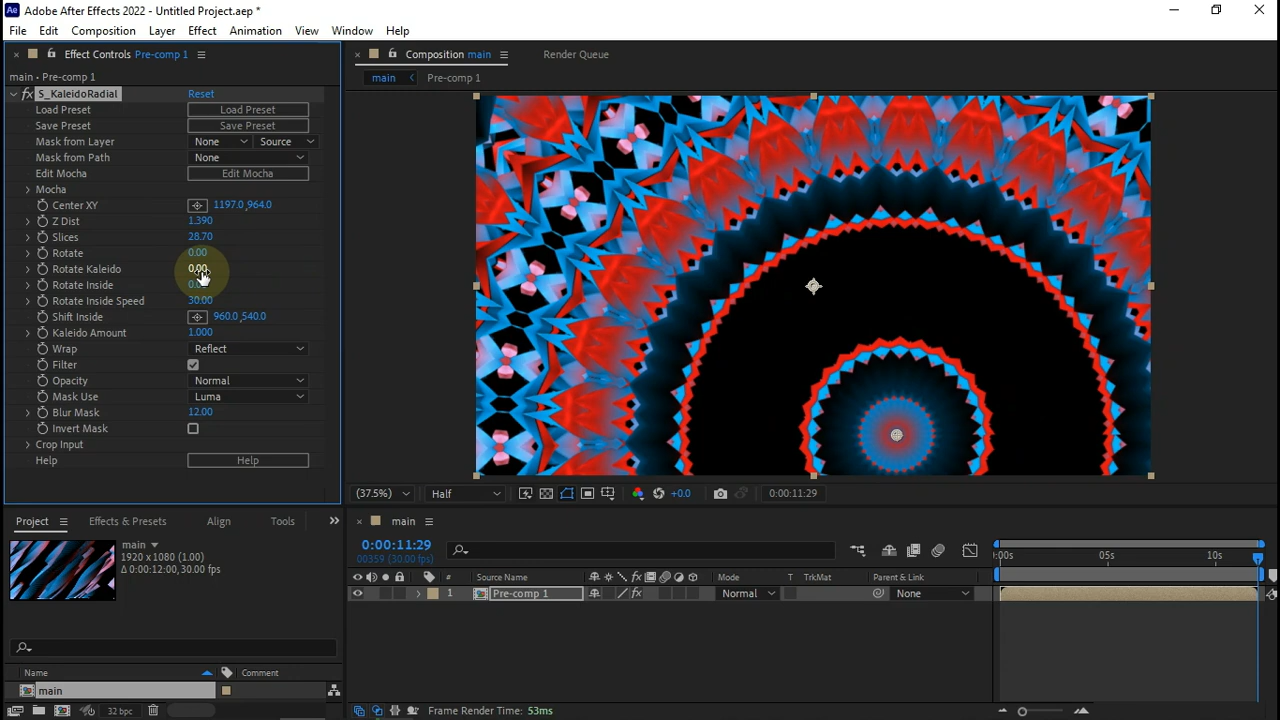 Adobe After Effects 2022 - Untitled Project.aep *
File Edit Composition Layer Effect Animation View Window Help
Effect Controls Pre-comp 1
main • Pre-comp 1
fx S_KaleidoRadial Reset
Load Preset Load Preset
Save Preset Save Preset
Mask from Layer None Source
Mask from Path None
Edit Mocha Edit Mocha
Mocha
Center XY 1197.0,964.0
Z Dist 1.390
Slices 28.70
Rotate 0.00
Rotate Kaleido 0.00
Rotate Inside
Rotate Inside Speed 30.00
Shift Inside 960.0,540.0
Kaleido Amount 1.000
Wrap Reflect
Filter
Opacity Normal
Mask Use Luma
Blur Mask 12.00
Invert Mask
Crop Input
Help Help
Composition main Render Queue
main Pre-comp 1
(37.5%) Half +0.0 0:00:11:29
Project Effects & Presets Align Tools
main
1920 x 1080 (1.00)
Δ 0:00:12:00, 30.00 fps
Name Comment
main
32 bpc
main
0:00:11:29
00359 (30.00 fps)
:00s 05s 10s
# Source Name Mode T TrkMat Parent & Link
1 Pre-comp 1 Normal None
Frame Render Time: 53ms